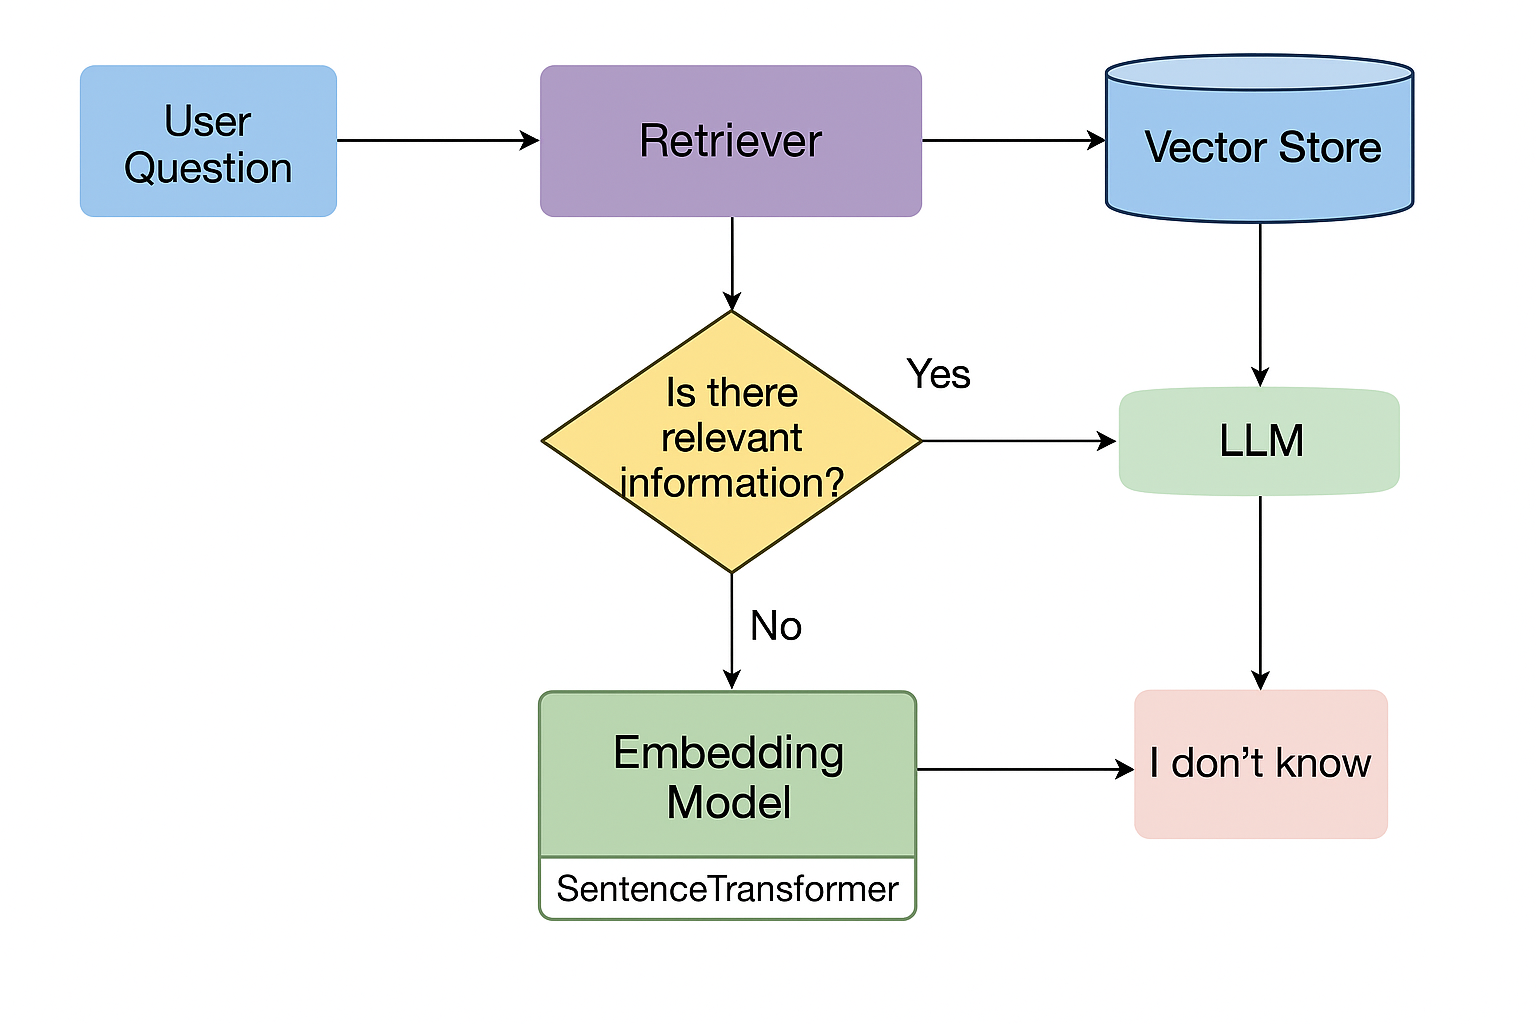 User
Question
Retriever
Vector Store
Is there
relevant
information?
Yes
LLM
No
Embedding
Model
SentenceTransformer
I don’t know